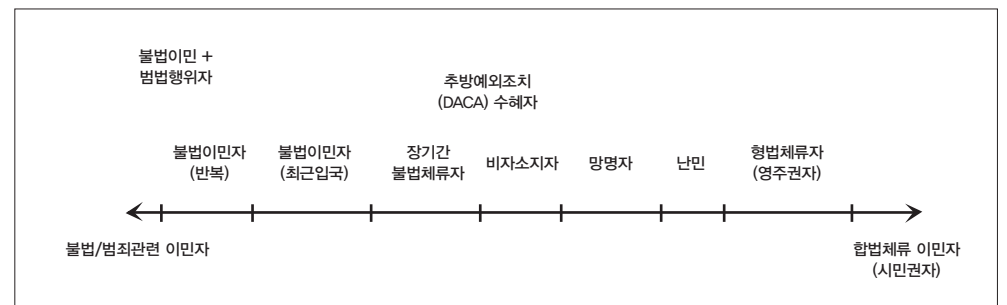 불법이민 +
범법행위자
추방예외조치
(DACA) 수혜자
불법이민자
(반복)
불법이민자
(최근입국)
장기간
불법체류자
비자소지자
망명자
난민
형법체류자
(영주권자)
불법/범죄관련 이민자
합법체류 이민자
(시민권자)